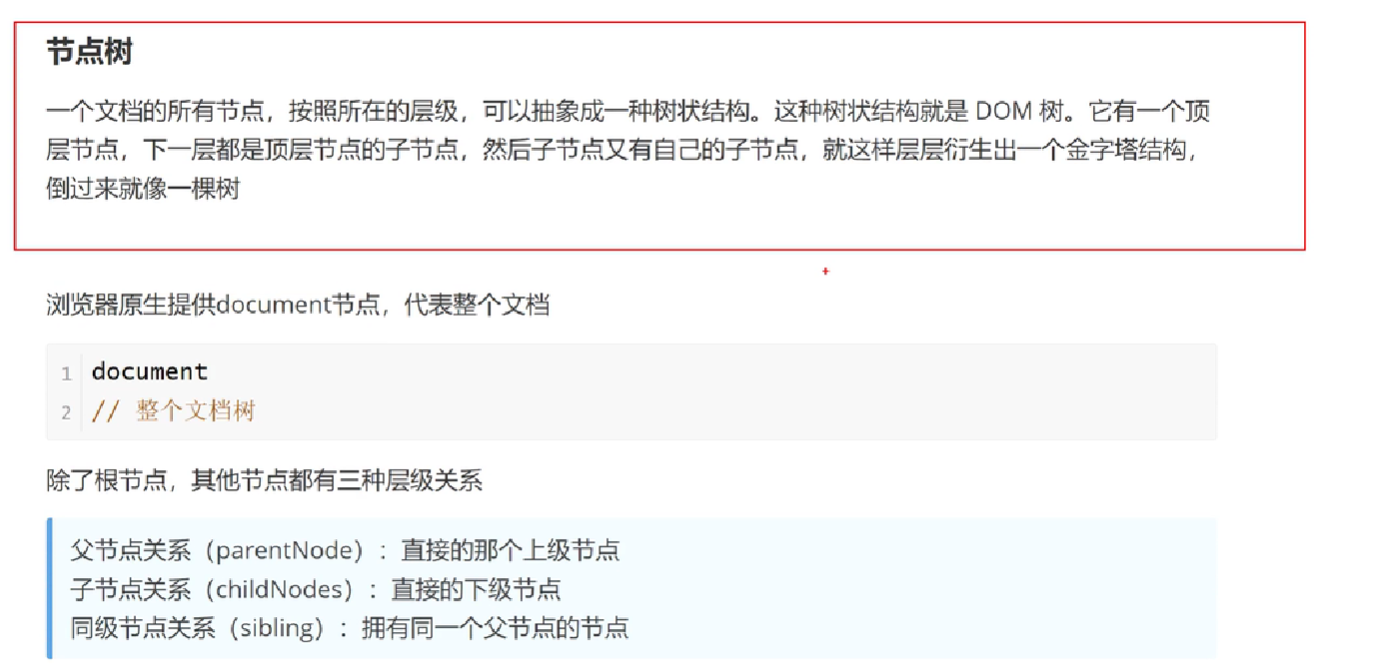 节点树
一个文档的所有节点，按照所在的层级，可以抽象成一种树状结构。这种树状结构就是 DOM 树。它有一个顶
层节点，下一层都是顶层节点的子节点，然后子节点又有自己的子节点，就这样层层衍生出一个金字塔结构，
倒过来就像一棵树
浏览器原生提供document节点，代表整个文档
1 document
2 // 整个文档树
除了根节点，其他节点都有三种层级关系
父节点关系（parentNode）：直接的那个上级节点
子节点关系（childNodes）：直接的下级节点
同级节点关系（sibling）：拥有同一个父节点的节点